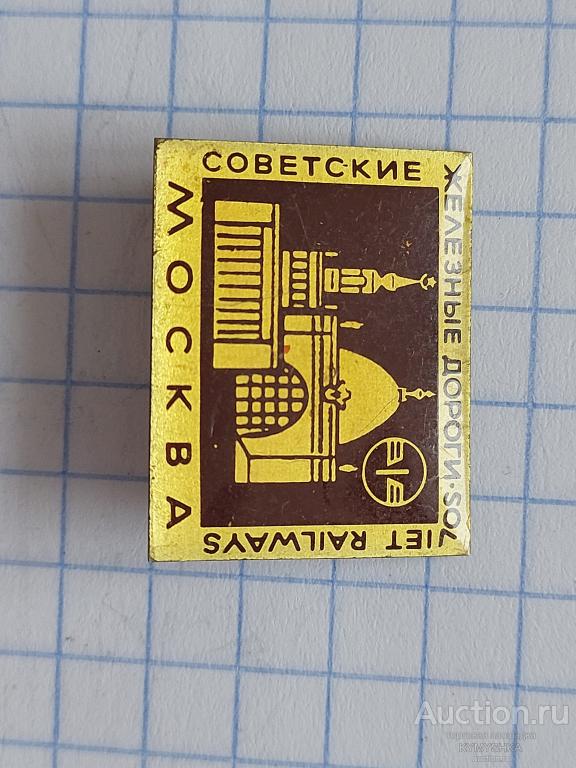 СОВЕТСКИЕ ЖЕЛЕЗНЫЕ ДОРОГИ · SOVIET RAILWAYS
МОСКВА
Auction.ru